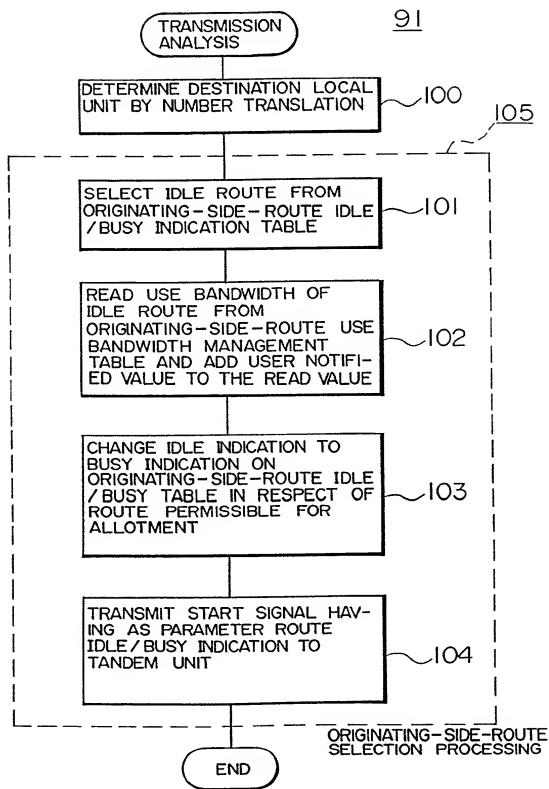 TRANSMISSION
ANALYSIS
91
DETERMINE DESTINATION LOCAL
UNIT BY NUMBER TRANSLATION
100
105
SELECT IDLE ROUTE FROM
ORIGINATING-SIDE-ROUTE IDLE
/BUSY INDICATION TABLE
101
READ USE BANDWIDTH OF
IDLE ROUTE FROM
ORIGINATING-SIDE-ROUTE USE
BANDWIDTH MANAGEMENT
TABLE AND ADD USER NOTIFI-
ED VALUE TO THE READ VALUE
102
CHANGE IDLE INDICATION TO
BUSY INDICATION ON
ORIGINATING-SIDE-ROUTE IDLE
/BUSY TABLE IN RESPECT OF
ROUTE PERMISSIBLE FOR
ALLOTMENT
103
TRANSMIT START SIGNAL HAV-
ING AS PARAMETER ROUTE
IDLE/BUSY INDICATION TO
TANDEM UNIT
104
ORIGINATING-SIDE-ROUTE
SELECTION PROCESSING
END